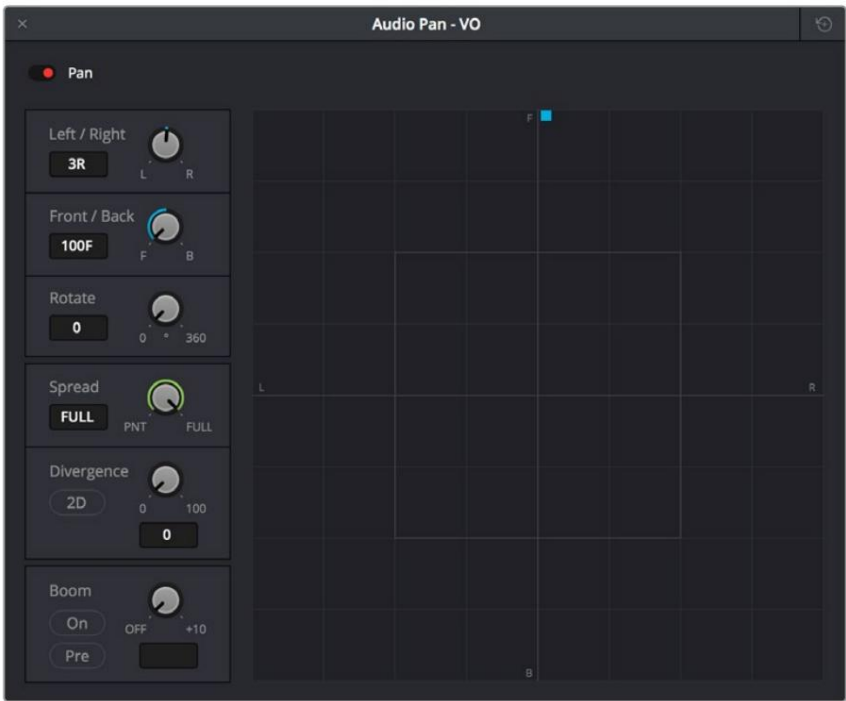 Audio Pan - VO
Pan
Left / Right
3R
L R
Front / Back
100F
F B
Rotate
0
0 ° 360
Spread
FULL
PNT FULL
Divergence
2D
0 100
0
Boom
On
OFF +10
Pre
F
L
R
B